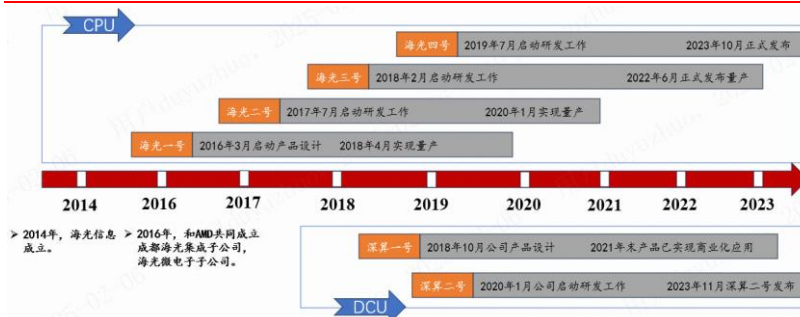 CPU
海光四号 2019年7月启动研发工作 2023年10月正式发布
海光三号 2018年2月启动研发工作 2022年6月正式发布量产
海光二号 2017年7月启动研发工作 2020年1月实现量产
海光一号 2016年3月启动产品设计 2018年4月实现量产
2014 2016 2017 2018 2019 2020 2021 2022 2023
➢ 2014年，海光信息
成立。
➢ 2016年，和AMD共同成立
成都海光集成子公司，
海光微电子子公司。
深算一号 2018年10月公司产品设计 2021年末产品已实现商业化应用
深算二号 2020年1月公司启动研发工作 2023年11月深算二号发布
DCU